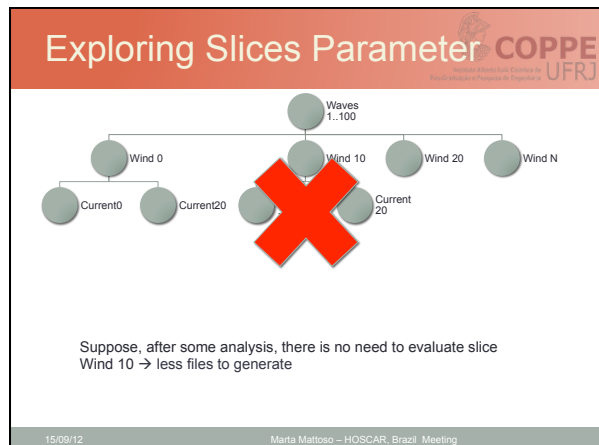 Exploring Slices Parameter
COPPE
UFRJ
Waves
1..100
Wind 0
Wind 10
Wind 20
Wind N
Current0
Current20
Current
20
Suppose, after some analysis, there is no need to evaluate slice
Wind 10 → less files to generate
15/09/12
Marta Mattoso – HOSCAR, Brazil Meeting